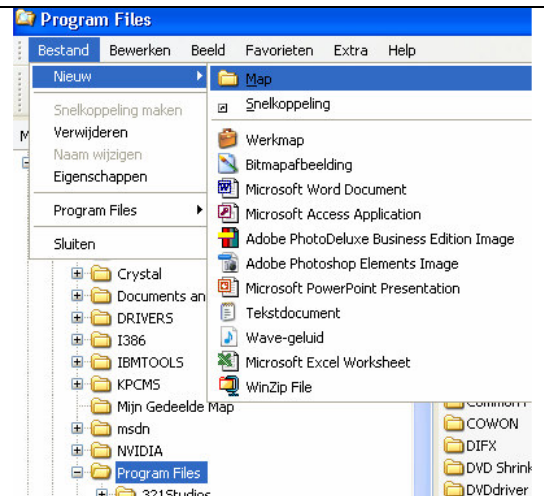 Program Files
Bestand Bewerken Beeld Favorieten Extra Help
Nieuw
Snelkoppeling maken
Verwijderen
Naam wijzigen
Eigenschappen
Program Files
Sluiten
Map
Snelkoppeling
Werkmap
Bitmapafbeelding
Microsoft Word Document
Microsoft Access Application
Adobe PhotoDeluxe Business Edition Image
Adobe Photoshop Elements Image
Microsoft PowerPoint Presentation
Tekstdocument
Wave-geluid
Microsoft Excel Worksheet
WinZip File
M
Crystal
Documents an
DRIVERS
I386
IBMTOOLS
KPCMS
Mijn Gedeelde Map
msdn
NVIDIA
Program Files
321Studios
COWON
DIFX
DVD Shrink
DVDdriver